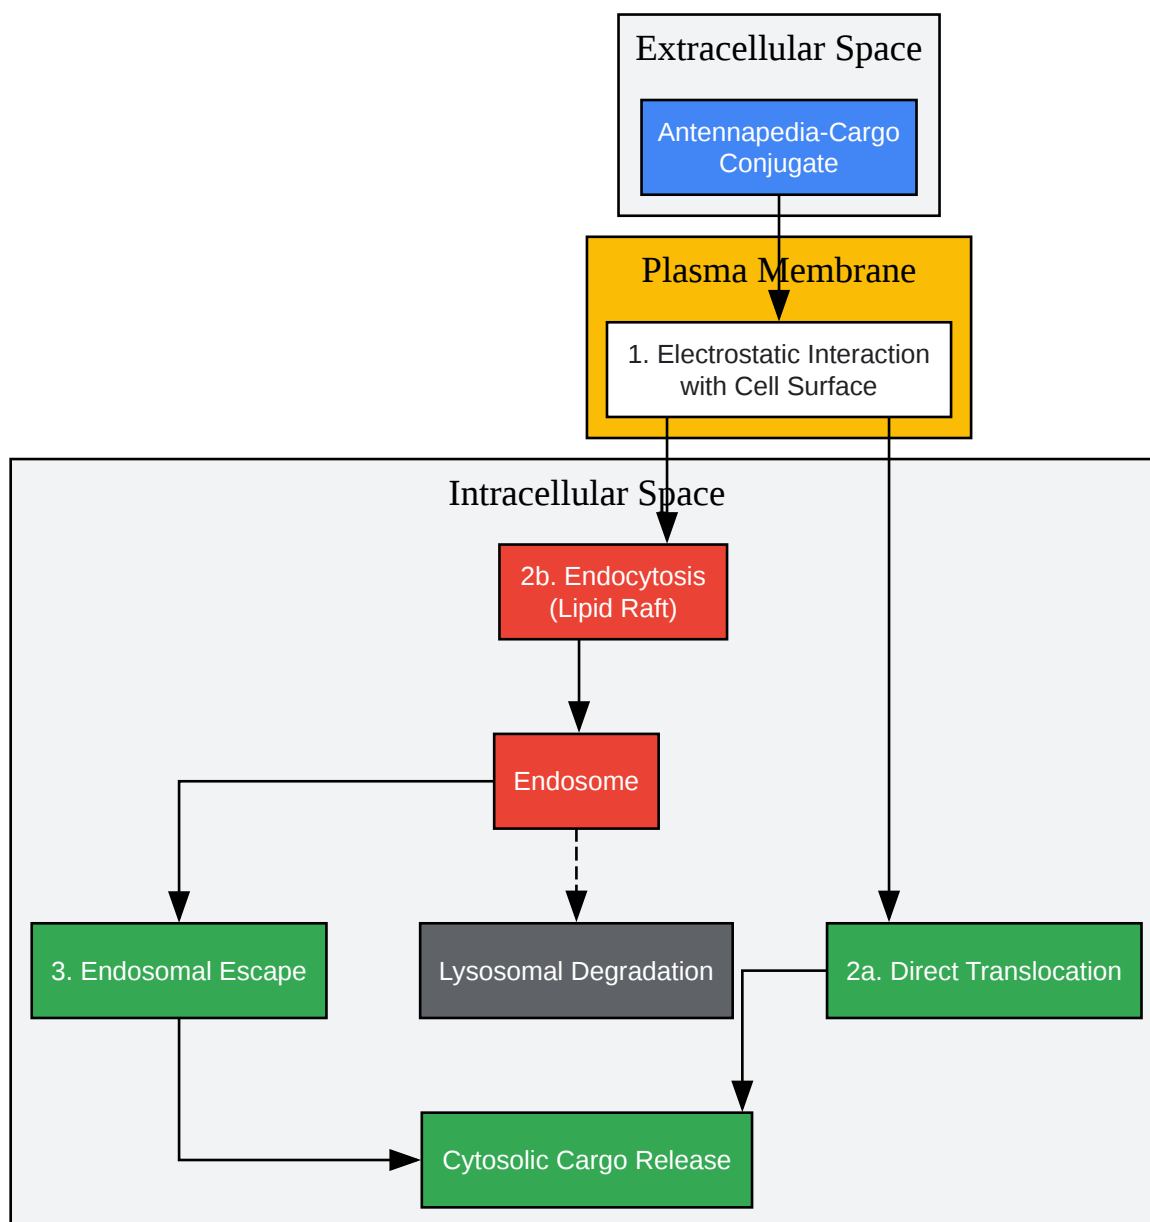 Extracellular Space
Antennapedia-Cargo
Conjugate
Plasma Membrane
1. Electrostatic Interaction
with Cell Surface
Intracellular Space
2b. Endocytosis
(Lipid Raft)
Endosome
3. Endosomal Escape
Lysosomal Degradation
2a. Direct Translocation
Cytosolic Cargo Release